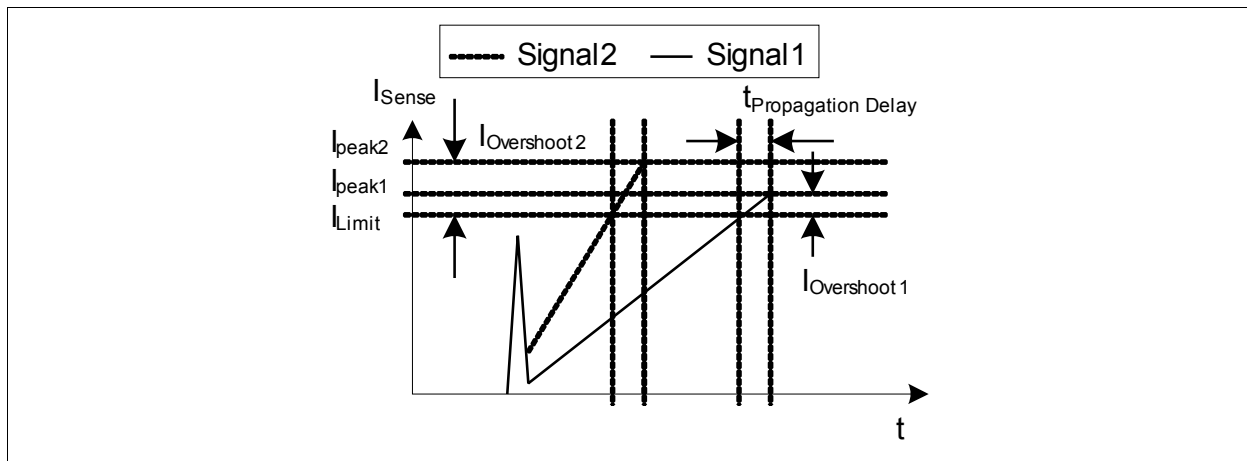 Signal2 Signal1
ISense
tPropagation Delay
Ipeak2
IOvershoot 2
Ipeak1
ILimit
IOvershoot 1
t